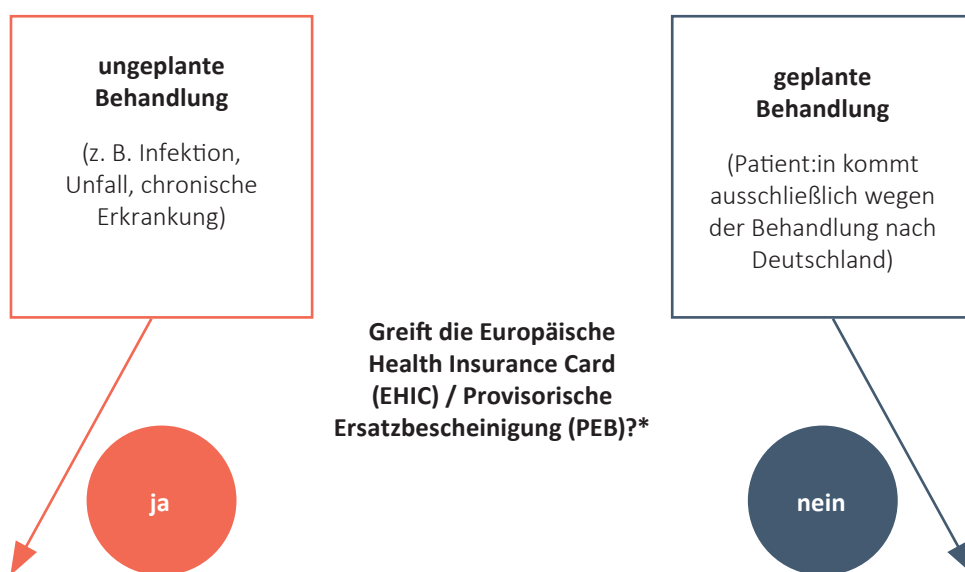 ungeplante
Behandlung
(z. B. Infektion,
Unfall, chronische
Erkrankung)
geplante
Behandlung
(Patient:in kommt
ausschließlich wegen
der Behandlung nach
Deutschland)
Greift die Europäische
Health Insurance Card
(EHIC) / Provisorische
Ersatzbescheinigung (PEB)?*
ja
nein